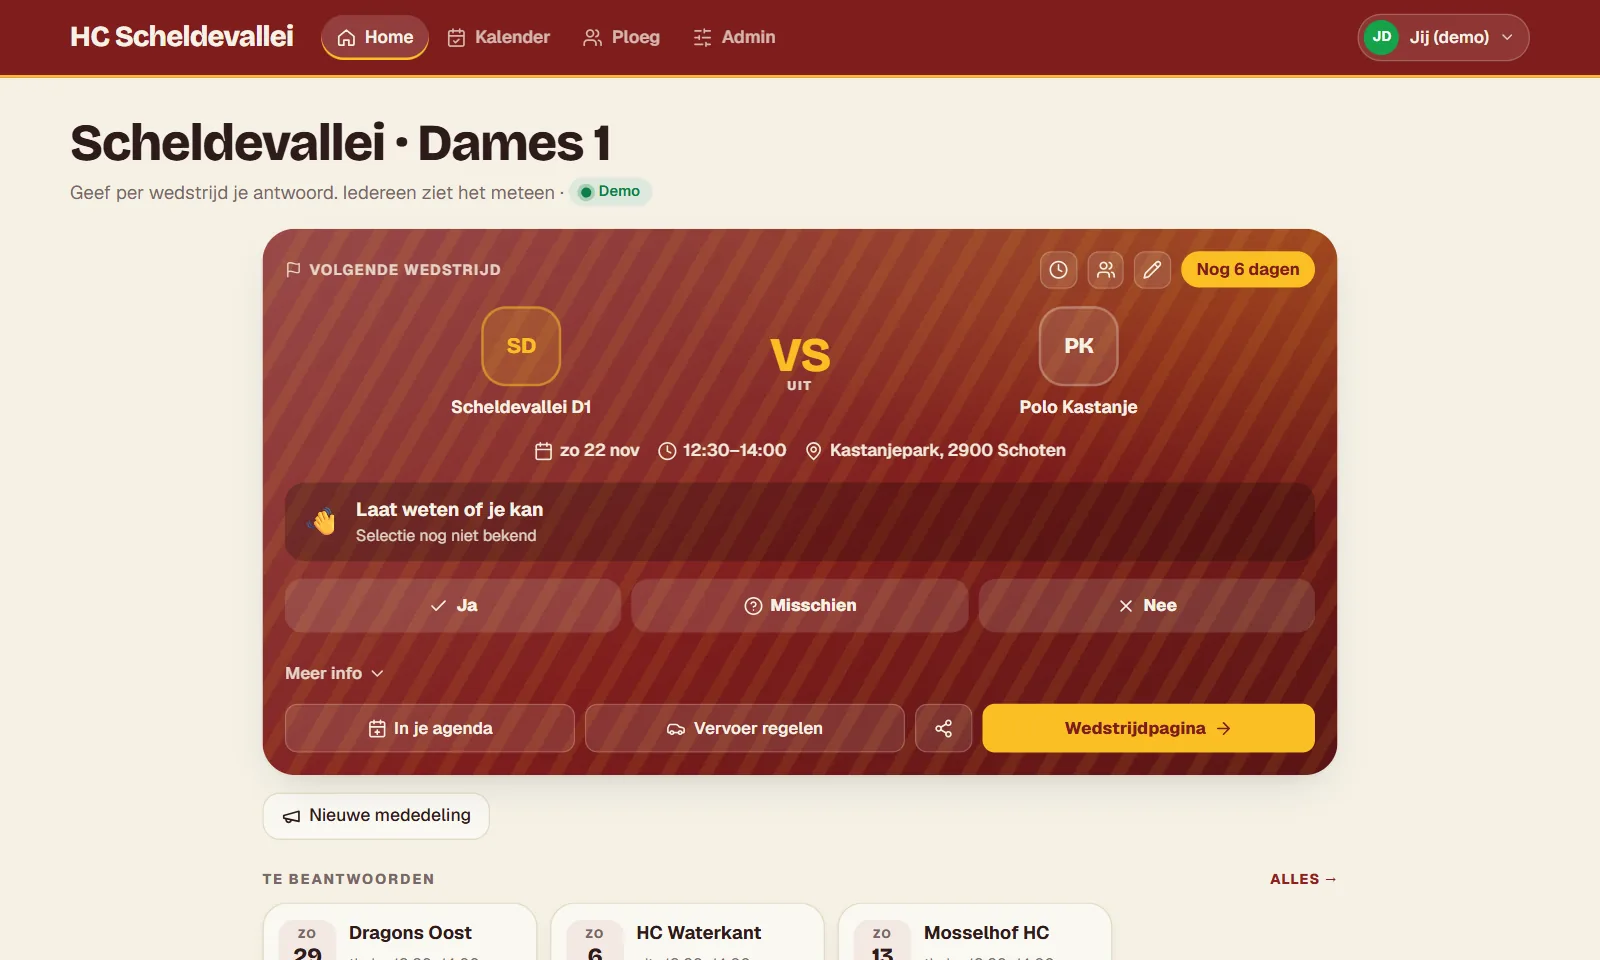 HC Scheldevallei
Home
Kalender
Ploeg
Admin
JD
Jij (demo)
Scheldevallei · Dames 1
Geef per wedstrijd je antwoord. Iedereen ziet het meteen ·
Demo
VOLGENDE WEDSTRIJD
Nog 6 dagen
SD
VS
UIT
PK
Scheldevallei D1
Polo Kastanje
zo 22 nov
12:30–14:00
Kastanjepark, 2900 Schoten
Laat weten of je kan
Selectie nog niet bekend
Ja
Misschien
Nee
Meer info
In je agenda
Vervoer regelen
Wedstrijdpagina →
Nieuwe mededeling
TE BEANTWOORDEN
ALLES →
ZO
29
Dragons Oost
ZO
6
HC Waterkant
ZO
13
Mosselhof HC